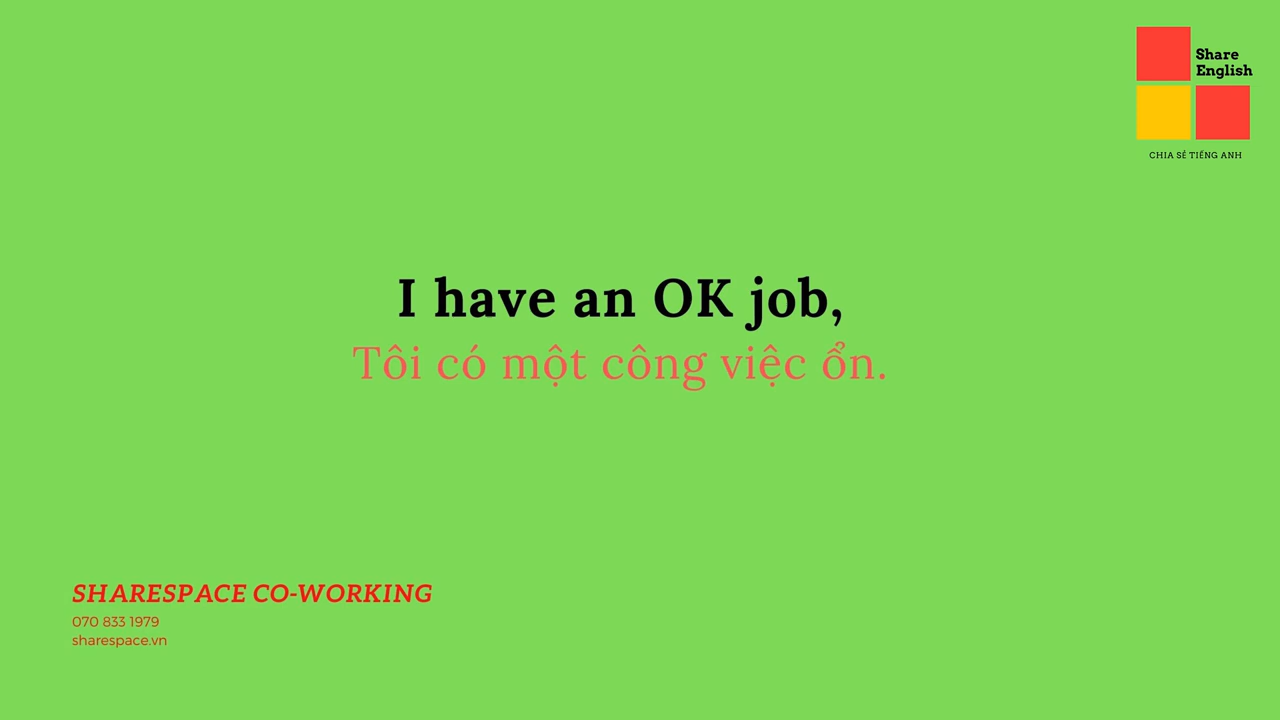 Share
English
CHIA SẺ TIẾNG ANH
I have an OK job,
Tôi có một công việc ổn.
SHARESPACE CO-WORKING
070 833 1979
sharespace.vn